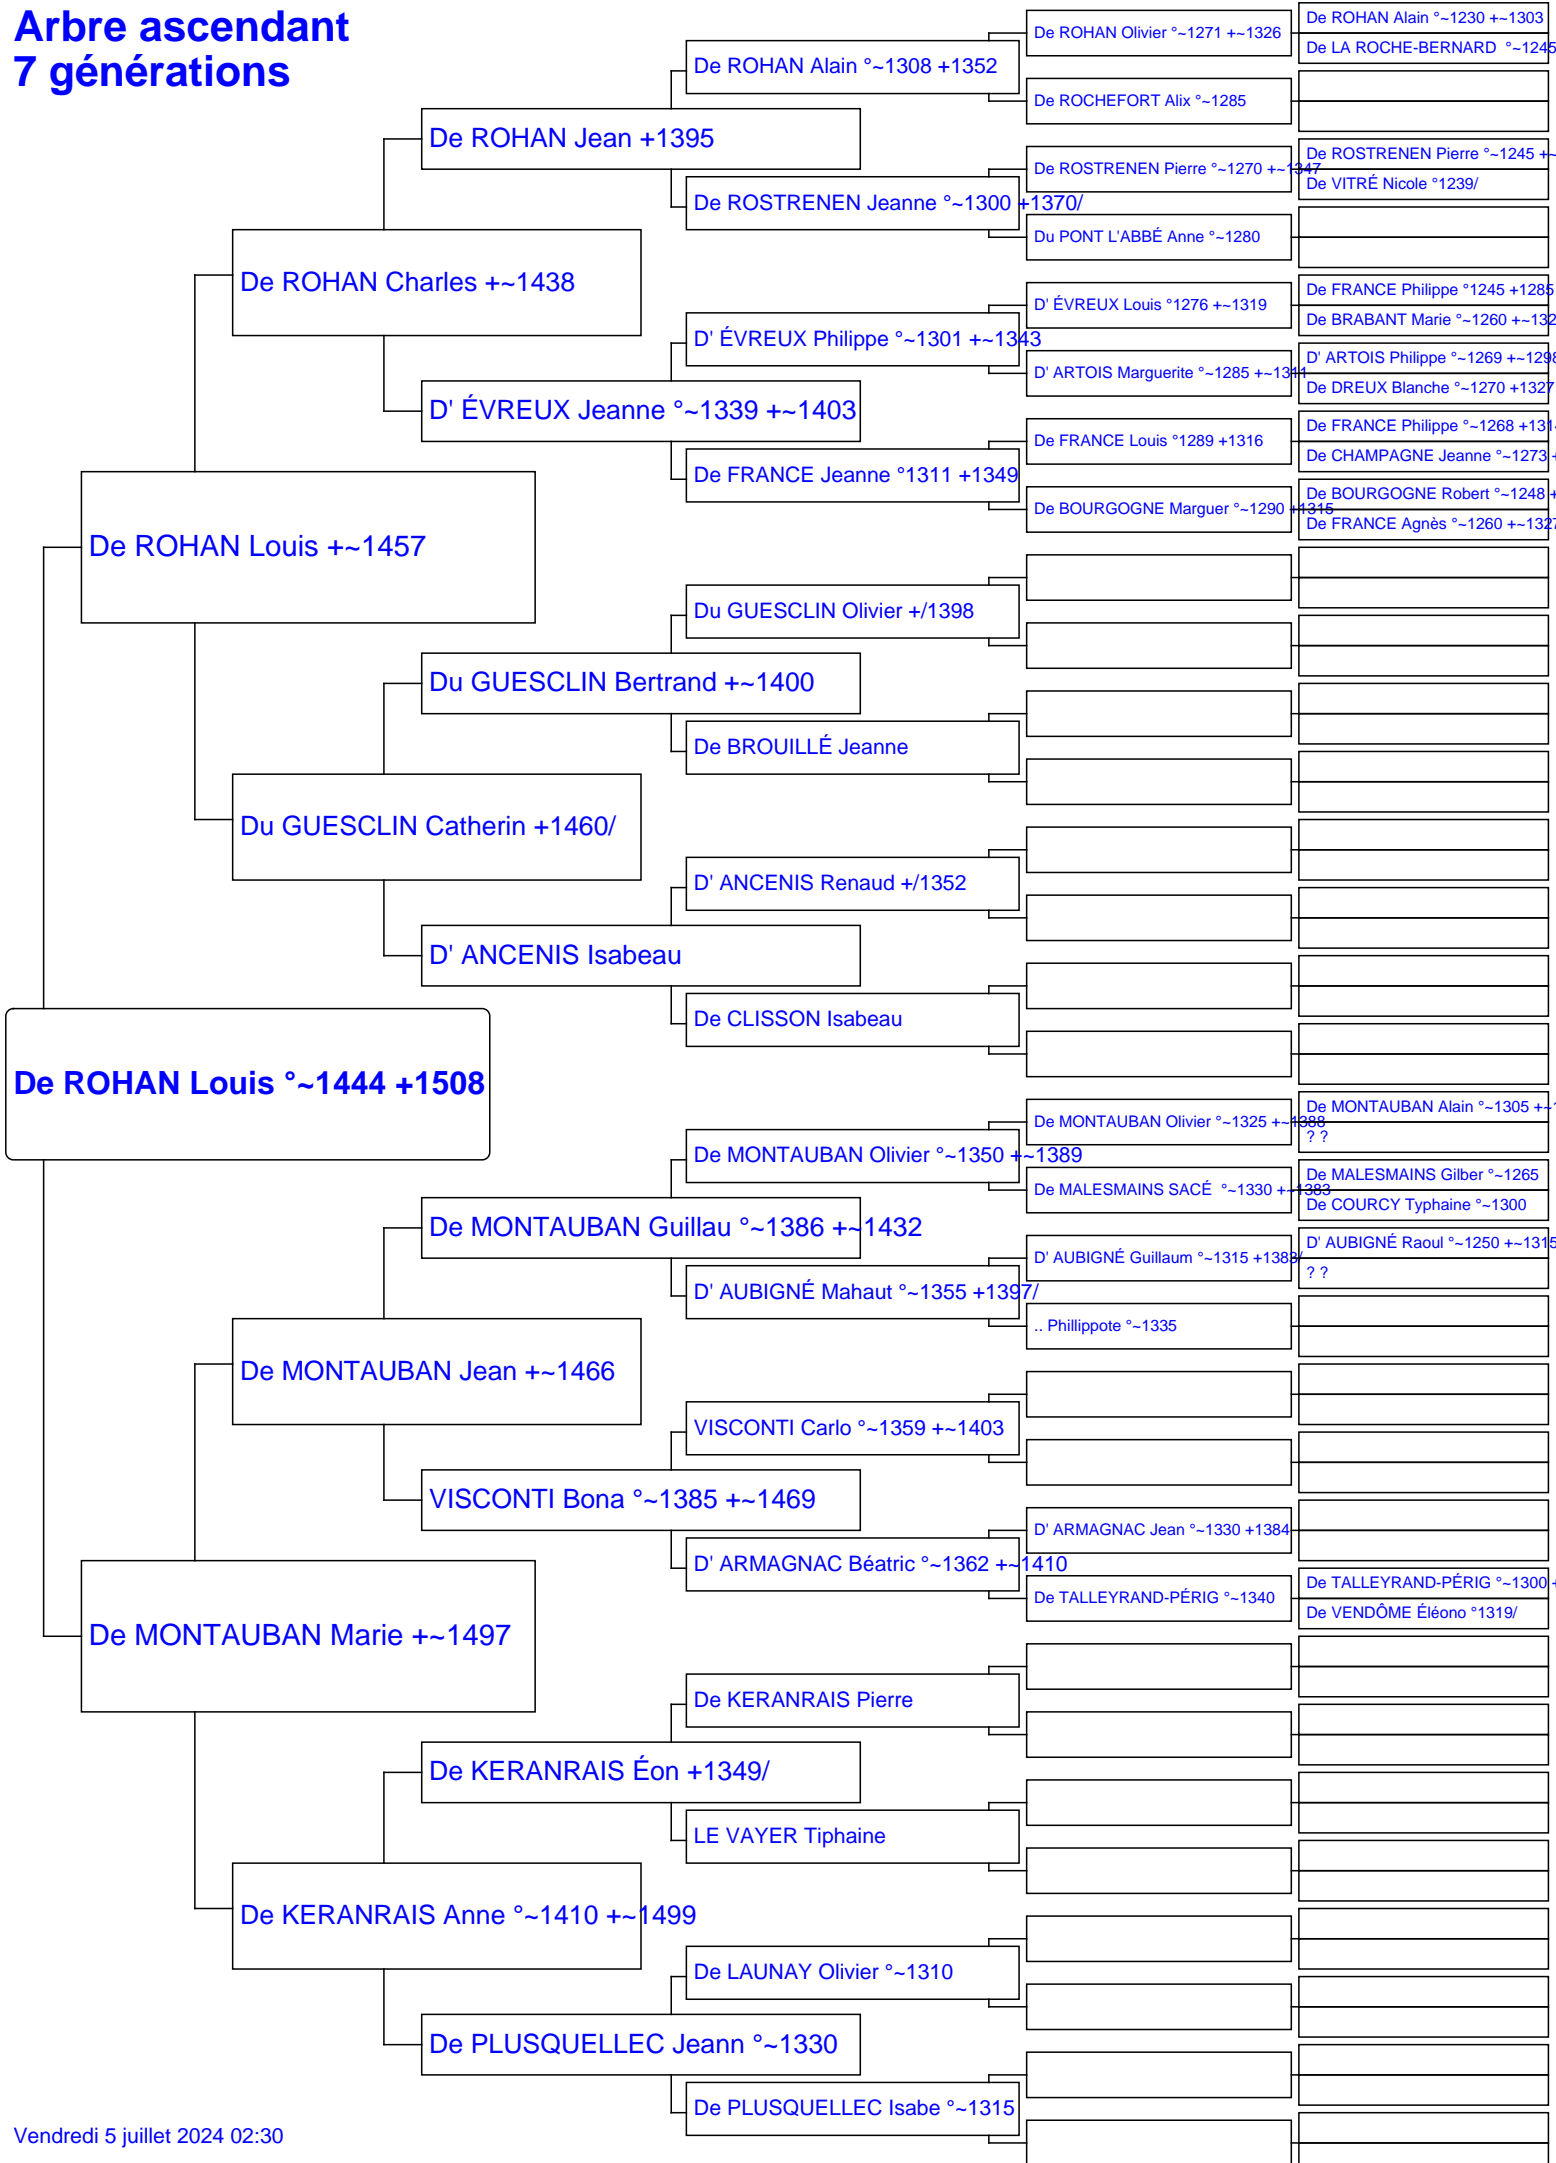 Arbre ascendant
7 générations
De ROHAN Louis °~1444 +1508
De ROHAN Louis +~1457
De MONTAUBAN Marie +~1497
De ROHAN Charles +~1438
Du GUESCLIN Catherin +1460/
De MONTAUBAN Jean +~1466
De KERANRAIS Anne °~1410 +~1499
De ROHAN Jean +1395
D' ÉVREUX Jeanne °~1339 +~1403
Du GUESCLIN Bertrand +~1400
D' ANCENIS Isabeau
De MONTAUBAN Guillau °~1386 +~1432
VISCONTI Bona °~1385 +~1469
De KERANRAIS Éon +1349/
De PLUSQUELLEC Jeann °~1330
De ROHAN Alain °~1308 +1352
De ROSTRENEN Jeanne °~1300 +1370/
D' ÉVREUX Philippe °~1301 +~1343
De FRANCE Jeanne °1311 +1349
Du GUESCLIN Olivier +/1398
De BROUILLÉ Jeanne
D' ANCENIS Renaud +/1352
De CLISSON Isabeau
De MONTAUBAN Olivier °~1350 +~1389
D' AUBIGNÉ Mahaut °~1355 +1397/
VISCONTI Carlo °~1359 +~1403
D' ARMAGNAC Béatric °~1362 +~1410
De KERANRAIS Pierre
LE VAYER Tiphaine
De LAUNAY Olivier °~1310
De PLUSQUELLEC Isabe °~1315
De ROHAN Olivier °~1271 +~1326
De ROCHEFORT Alix °~1285
De ROSTRENEN Pierre °~1270 +~1347
Du PONT L'ABBÉ Anne °~1280
D' ÉVREUX Louis °1276 +~1319
D' ARTOIS Marguerite °~1285 +~1311
De FRANCE Louis °1289 +1316
De BOURGOGNE Marguer °~1290 +1315
De MONTAUBAN Olivier °~1325 +~1388
De MALESMAINS SACÉ °~1330 +~1383
D' AUBIGNÉ Guillaum °~1315 +1383/
.. Phillippote °~1335
D' ARMAGNAC Jean °~1330 +1384
De TALLEYRAND-PÉRIG °~1340
De ROHAN Alain °~1230 +~1303
De LA ROCHE-BERNARD °~1245
De ROSTRENEN Pierre °~1245 +~
De VITRÉ Nicole °1239/
De FRANCE Philippe °1245 +1285
De BRABANT Marie °~1260 +~132
D' ARTOIS Philippe °~1269 +~1298
De DREUX Blanche °~1270 +1327
De FRANCE Philippe °~1268 +1314
De CHAMPAGNE Jeanne °~1273 +
De BOURGOGNE Robert °~1248 +
De FRANCE Agnès °~1260 +~1327
De MONTAUBAN Alain °~1305 +~1
? ?
De MALESMAINS Gilber °~1265
De COURCY Typhaine °~1300
D' AUBIGNÉ Raoul °~1250 +~1315
? ?
De TALLEYRAND-PÉRIG °~1300 +
De VENDÔME Éléono °1319/
Vendredi 5 juillet 2024 02:30